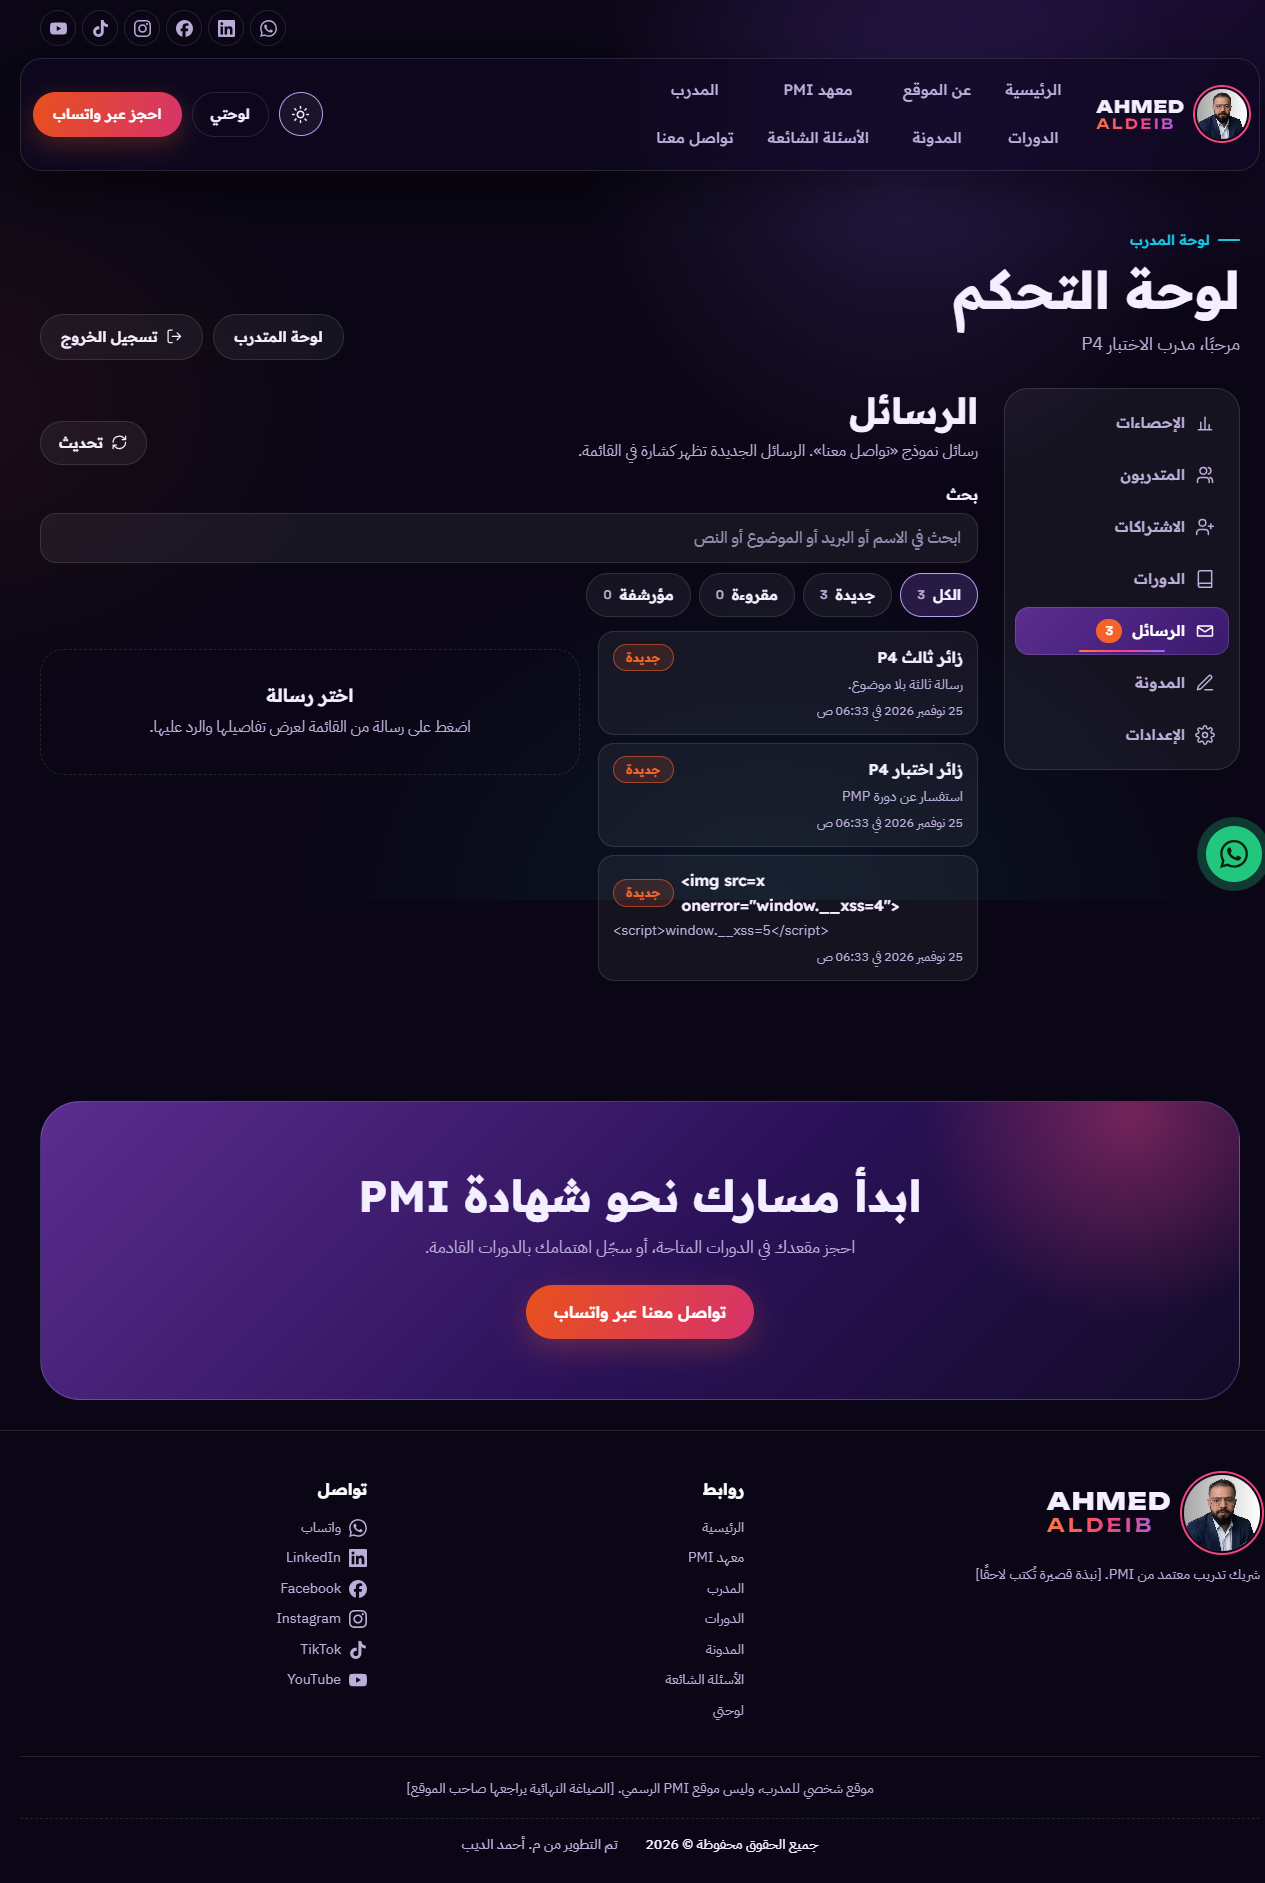 AHMED
ALDEIB
الرئيسية
عن الموقع
معهد PMI
المدرب
الدورات
المدونة
الأسئلة الشائعة
تواصل معنا
لوحتي
احجز عبر واتساب
لوحة المدرب
لوحة التحكم
مرحبًا، مدرب الاختبار P4
لوحة المتدرب
تسجيل الخروج
الإحصاءات
المتدربون
الاشتراكات
الدورات
الرسائل 3
المدونة
الإعدادات
الرسائل
رسائل نموذج «تواصل معنا». الرسائل الجديدة تظهر كشارة في القائمة.
تحديث
بحث
ابحث في الاسم أو البريد أو الموضوع أو النص
الكل 3
جديدة 3
مقروءة 0
مؤرشفة 0
زائر ثالث P4
جديدة
رسالة ثالثة بلا موضوع.
25 نوفمبر 2026 في 06:33 ص
زائر اختبار P4
جديدة
استفسار عن دورة PMP
25 نوفمبر 2026 في 06:33 ص
<img src=x
onerror="window.__xss=4">
جديدة
<script>window.__xss=5</script>
25 نوفمبر 2026 في 06:33 ص
اختر رسالة
اضغط على رسالة من القائمة لعرض تفاصيلها والرد عليها.
ابدأ مسارك نحو شهادة PMI
احجز مقعدك في الدورات المتاحة، أو سجّل اهتمامك بالدورات القادمة.
تواصل معنا عبر واتساب
AHMED
ALDEIB
شريك تدريب معتمد من PMI. [نبذة قصيرة تُكتب لاحقًا]
روابط
الرئيسية
معهد PMI
المدرب
الدورات
المدونة
الأسئلة الشائعة
لوحتي
تواصل
واتساب
LinkedIn
Facebook
Instagram
TikTok
YouTube
موقع شخصي للمدرب، وليس موقع PMI الرسمي. [الصياغة النهائية يراجعها صاحب الموقع]
جميع الحقوق محفوظة © 2026
تم التطوير من م. أحمد الديب